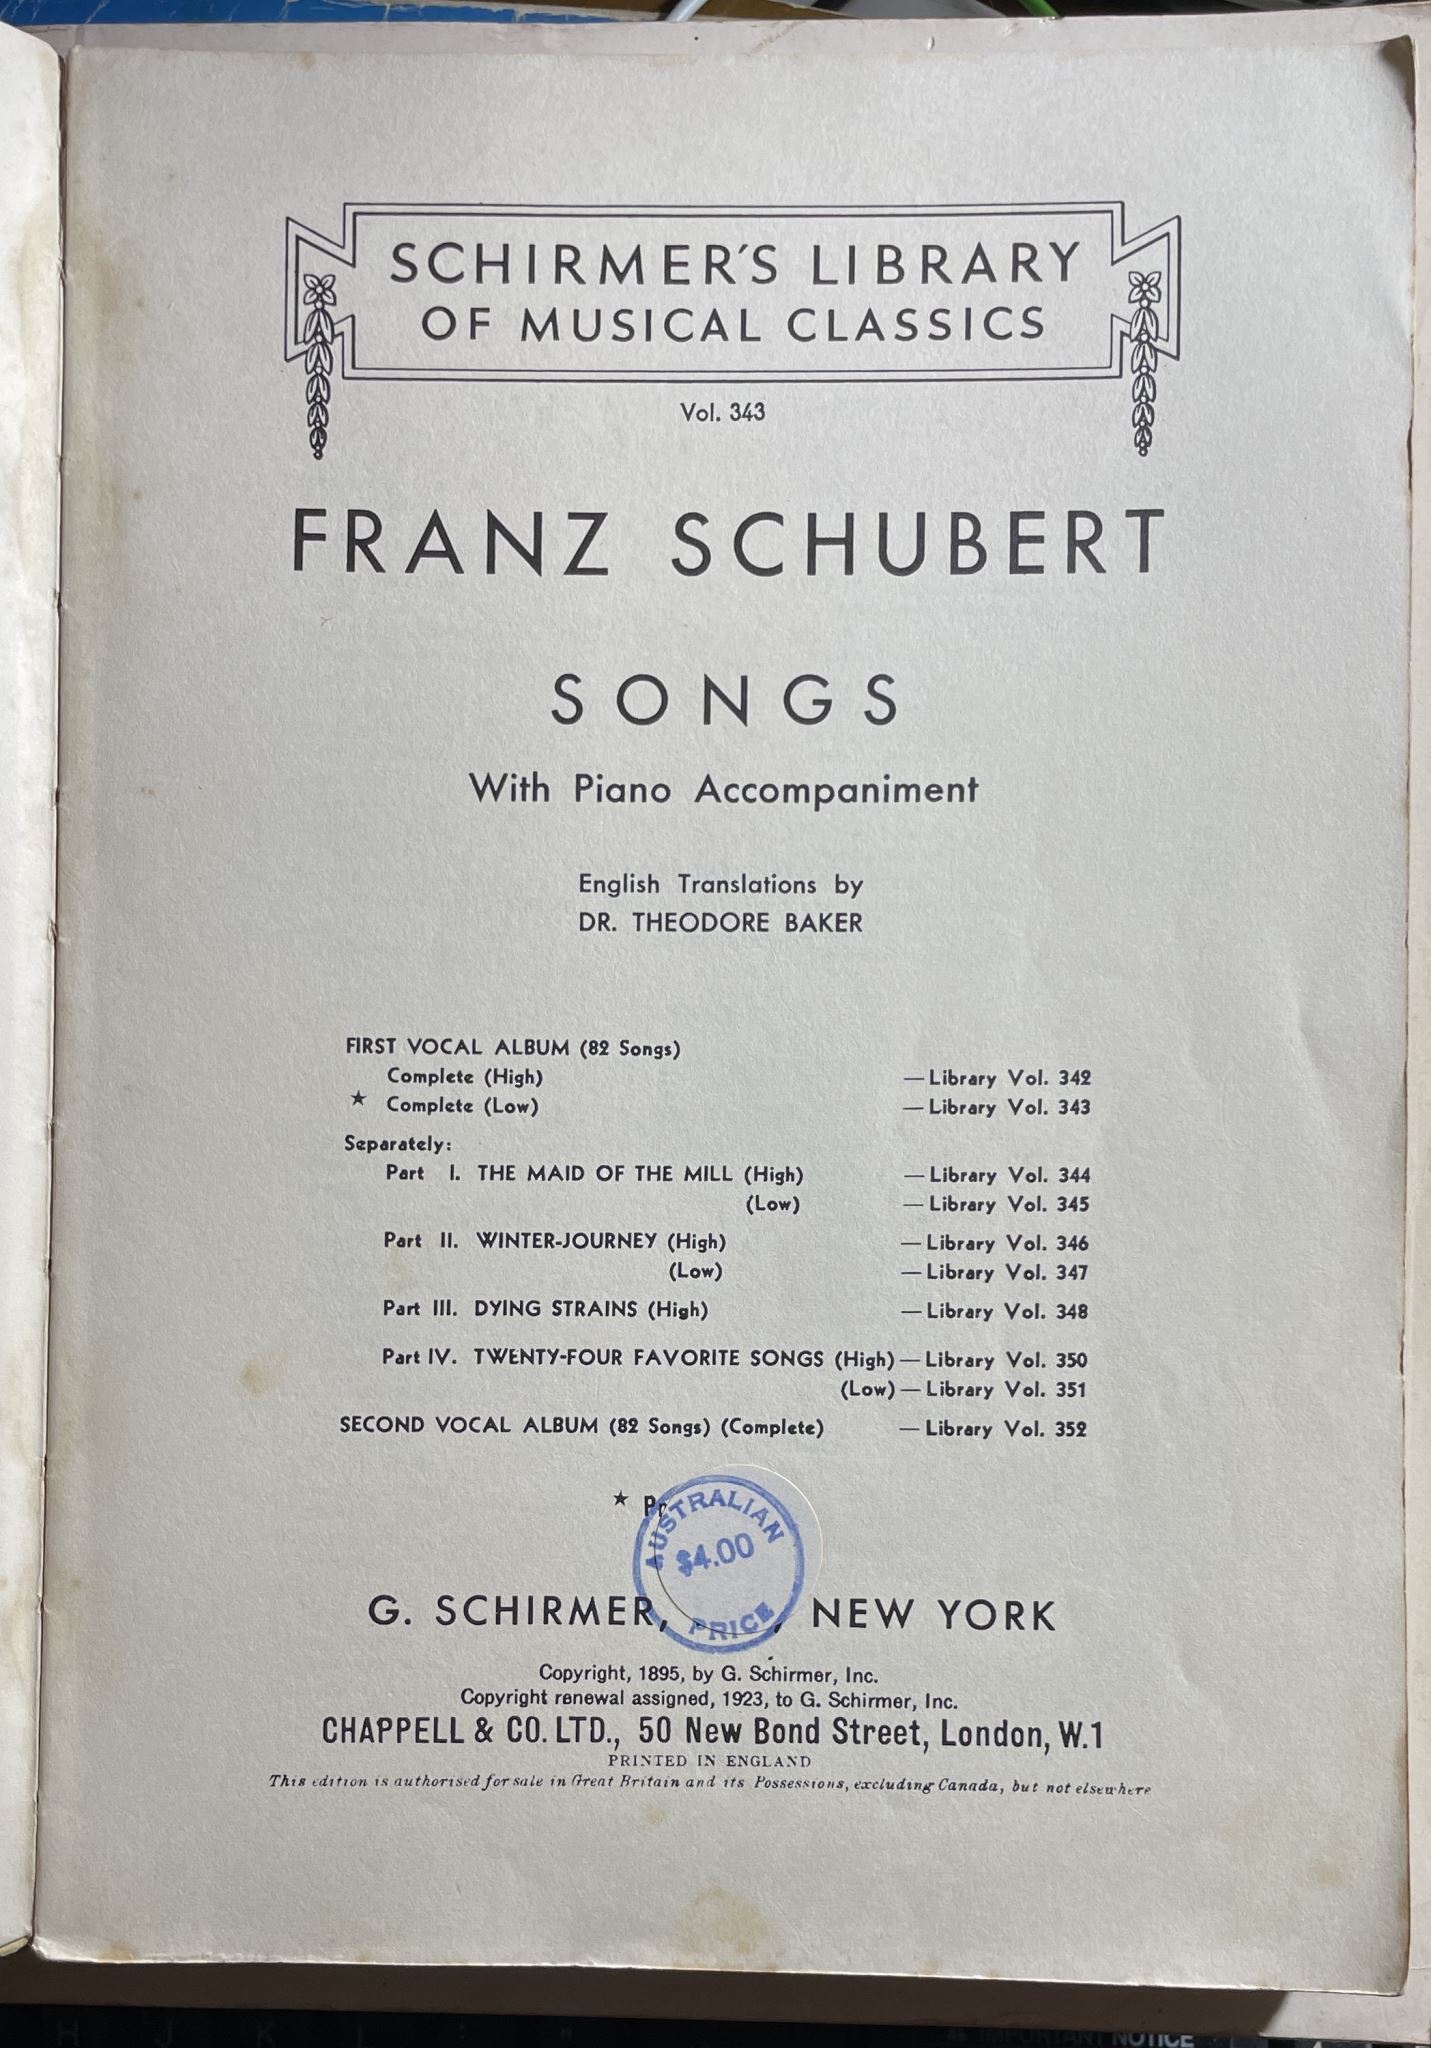 SCHIRMER'S LIBRARY
OF MUSICAL CLASSICS
Vol. 343
FRANZ SCHUBERT
SONGS
With Piano Accompaniment
English Translations by
DR. THEODORE BAKER
FIRST VOCAL ALBUM (82 Songs)
Complete (High) — Library Vol. 342
★ Complete (Low) — Library Vol. 343
Separately:
Part I. THE MAID OF THE MILL (High) — Library Vol. 344
(Low) — Library Vol. 345
Part II. WINTER-JOURNEY (High) — Library Vol. 346
(Low) — Library Vol. 347
Part III. DYING STRAINS (High) — Library Vol. 348
Part IV. TWENTY-FOUR FAVORITE SONGS (High) — Library Vol. 350
(Low) — Library Vol. 351
SECOND VOCAL ALBUM (82 Songs) (Complete) — Library Vol. 352
★
AUSTRALIAN
$4.00
PRICE
G. SCHIRMER, , NEW YORK
Copyright, 1895, by G. Schirmer, Inc.
Copyright renewal assigned, 1923, to G. Schirmer, Inc.
CHAPPELL & CO. LTD., 50 New Bond Street, London, W.1
PRINTED IN ENGLAND
This edition is authorised for sale in Great Britain and its Possessions, excluding Canada, but not elsewhere
H J K
IMPORTANT NOTICE